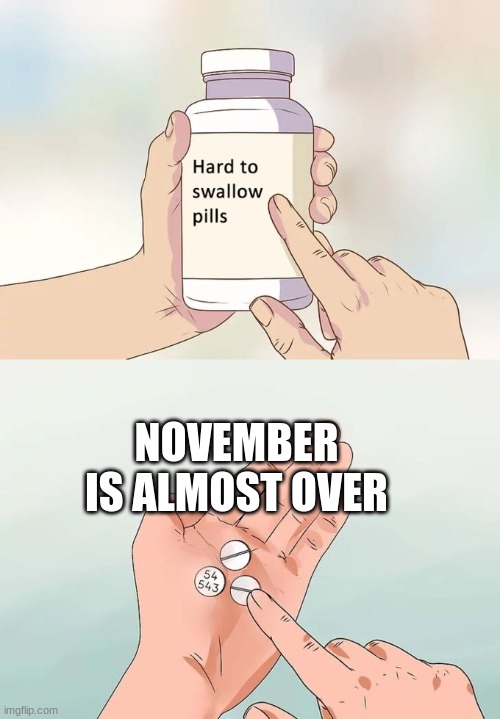 Hard to
swallow
pills
NOVEMBER
IS ALMOST OVER
54
543
imgflip.com